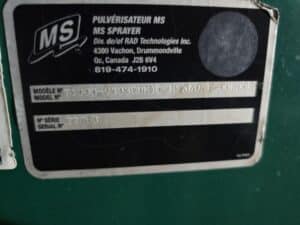 MS
PULVÉRISATEUR MS
MS SPRAYER
Div. de/of RAD Technologies Inc.
4300 Vachon, Drummondville
Qc, Canada J2B 6V4
819-474-1910
MODÈLE Nº
MODEL Nº
Nº SÉRIE
SERIAL Nº